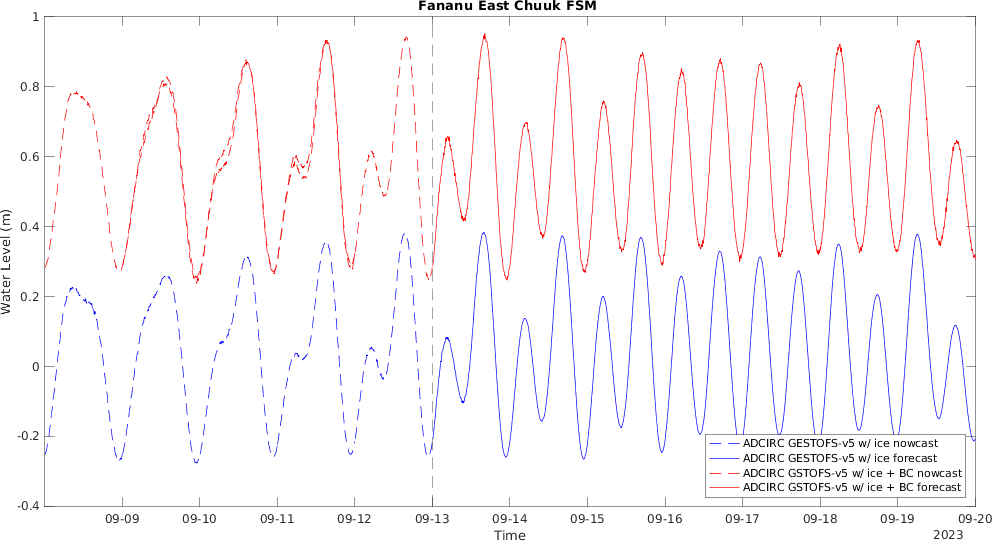 Fananu East Chuuk FSM
Water Level (m)
1
0.8
0.6
0.4
0.2
0
-0.2
-0.4
ADCIRC GESTOFS-v5 w/ ice nowcast
ADCIRC GESTOFS-v5 w/ ice forecast
ADCIRC GSTOFS-v5 w/ ice + BC nowcast
ADCIRC GSTOFS-v5 w/ ice + BC forecast
09-09 09-10 09-11 09-12 09-13 09-14 09-15 09-16 09-17 09-18 09-19 09-20
Time
2023